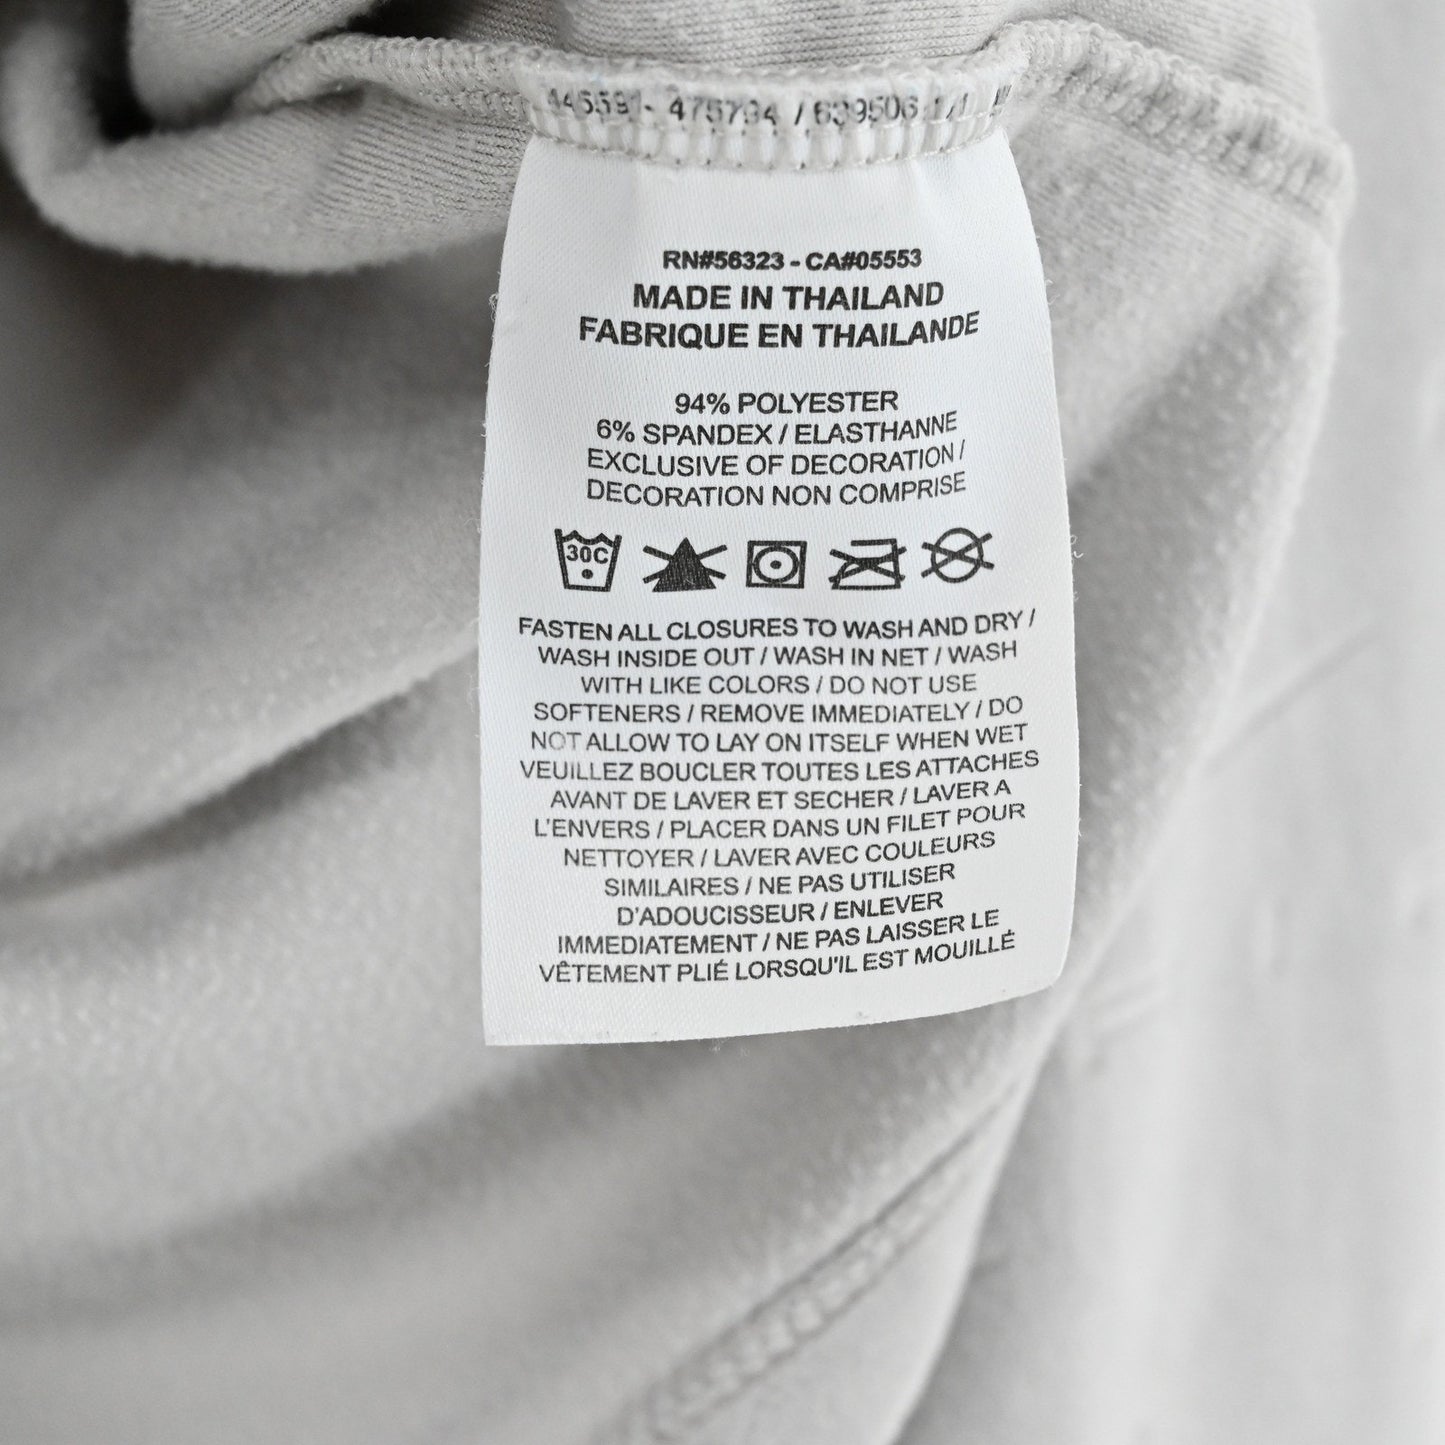 475794 / 639506 1/1
RN#56323 - CA#05553
MADE IN THAILAND
FABRIQUE EN THAILANDE
94% POLYESTER
6% SPANDEX / ELASTHANNE
EXCLUSIVE OF DECORATION /
DECORATION NON COMPRISE
30C
FASTEN ALL CLOSURES TO WASH AND DRY /
WASH INSIDE OUT / WASH IN NET / WASH
WITH LIKE COLORS / DO NOT USE
SOFTENERS / REMOVE IMMEDIATELY / DO
NOT ALLOW TO LAY ON ITSELF WHEN WET
VEUILLEZ BOUCLER TOUTES LES ATTACHES
AVANT DE LAVER ET SECHER / LAVER A
L'ENVERS / PLACER DANS UN FILET POUR
NETTOYER / LAVER AVEC COULEURS
SIMILAIRES / NE PAS UTILISER
D'ADOUCISSEUR / ENLEVER
IMMEDIATEMENT / NE PAS LAISSER LE
VÊTEMENT PLIÉ LORSQU'IL EST MOUILLÉ